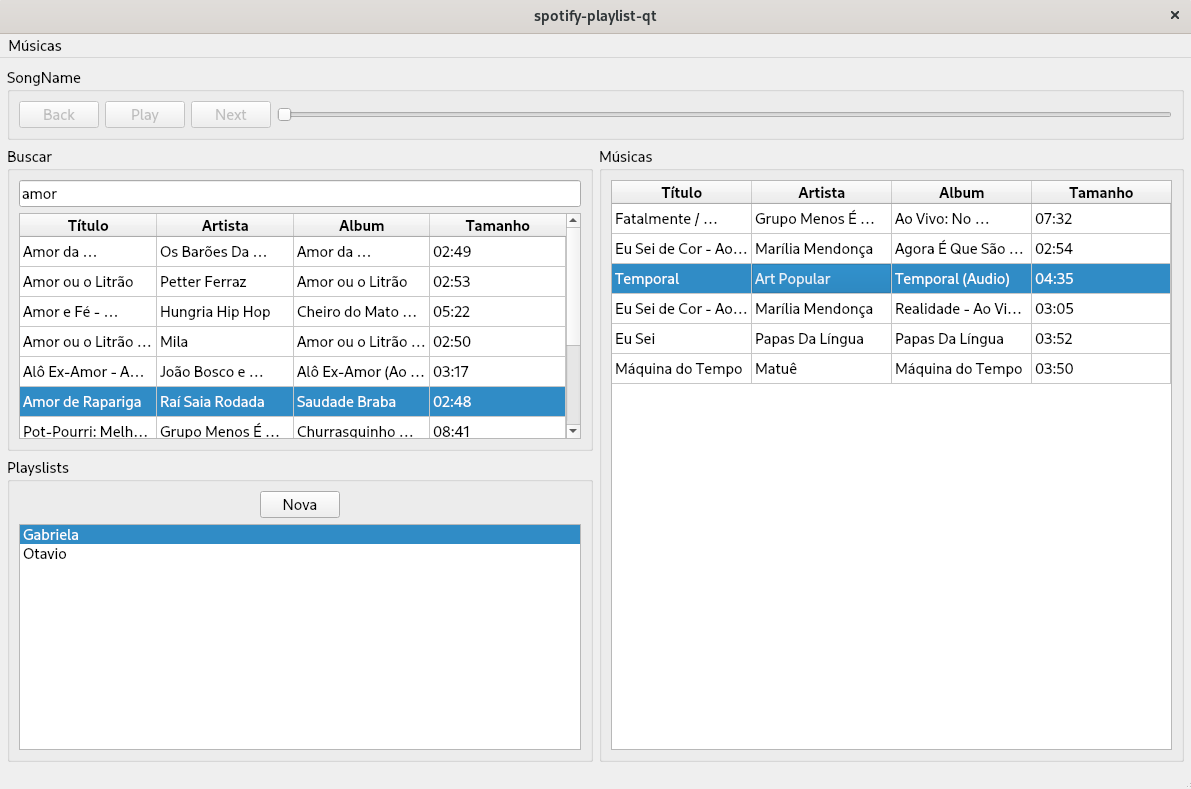 spotify-playlist-qt
Músicas
SongName
Back Play Next
Buscar
amor
Título Artista Album Tamanho
Amor da … Os Barões Da … Amor da … 02:49
Amor ou o Litrão Petter Ferraz Amor ou o Litrão 02:53
Amor e Fé - … Hungria Hip Hop Cheiro do Mato … 05:22
Amor ou o Litrão … Mila Amor ou o Litrão … 02:50
Alô Ex-Amor - A… João Bosco e … Alô Ex-Amor (Ao … 03:17
Amor de Rapariga Raí Saia Rodada Saudade Braba 02:48
Pot-Pourri: Melh… Grupo Menos É … Churrasquinho … 08:41
Playslists
Nova
Gabriela
Otavio
Músicas
Título Artista Album Tamanho
Fatalmente / … Grupo Menos É … Ao Vivo: No … 07:32
Eu Sei de Cor - Ao… Marília Mendonça Agora É Que São … 02:54
Temporal Art Popular Temporal (Audio) 04:35
Eu Sei de Cor - Ao… Marília Mendonça Realidade - Ao Vi… 03:05
Eu Sei Papas Da Língua Papas Da Língua 03:52
Máquina do Tempo Matuê Máquina do Tempo 03:50